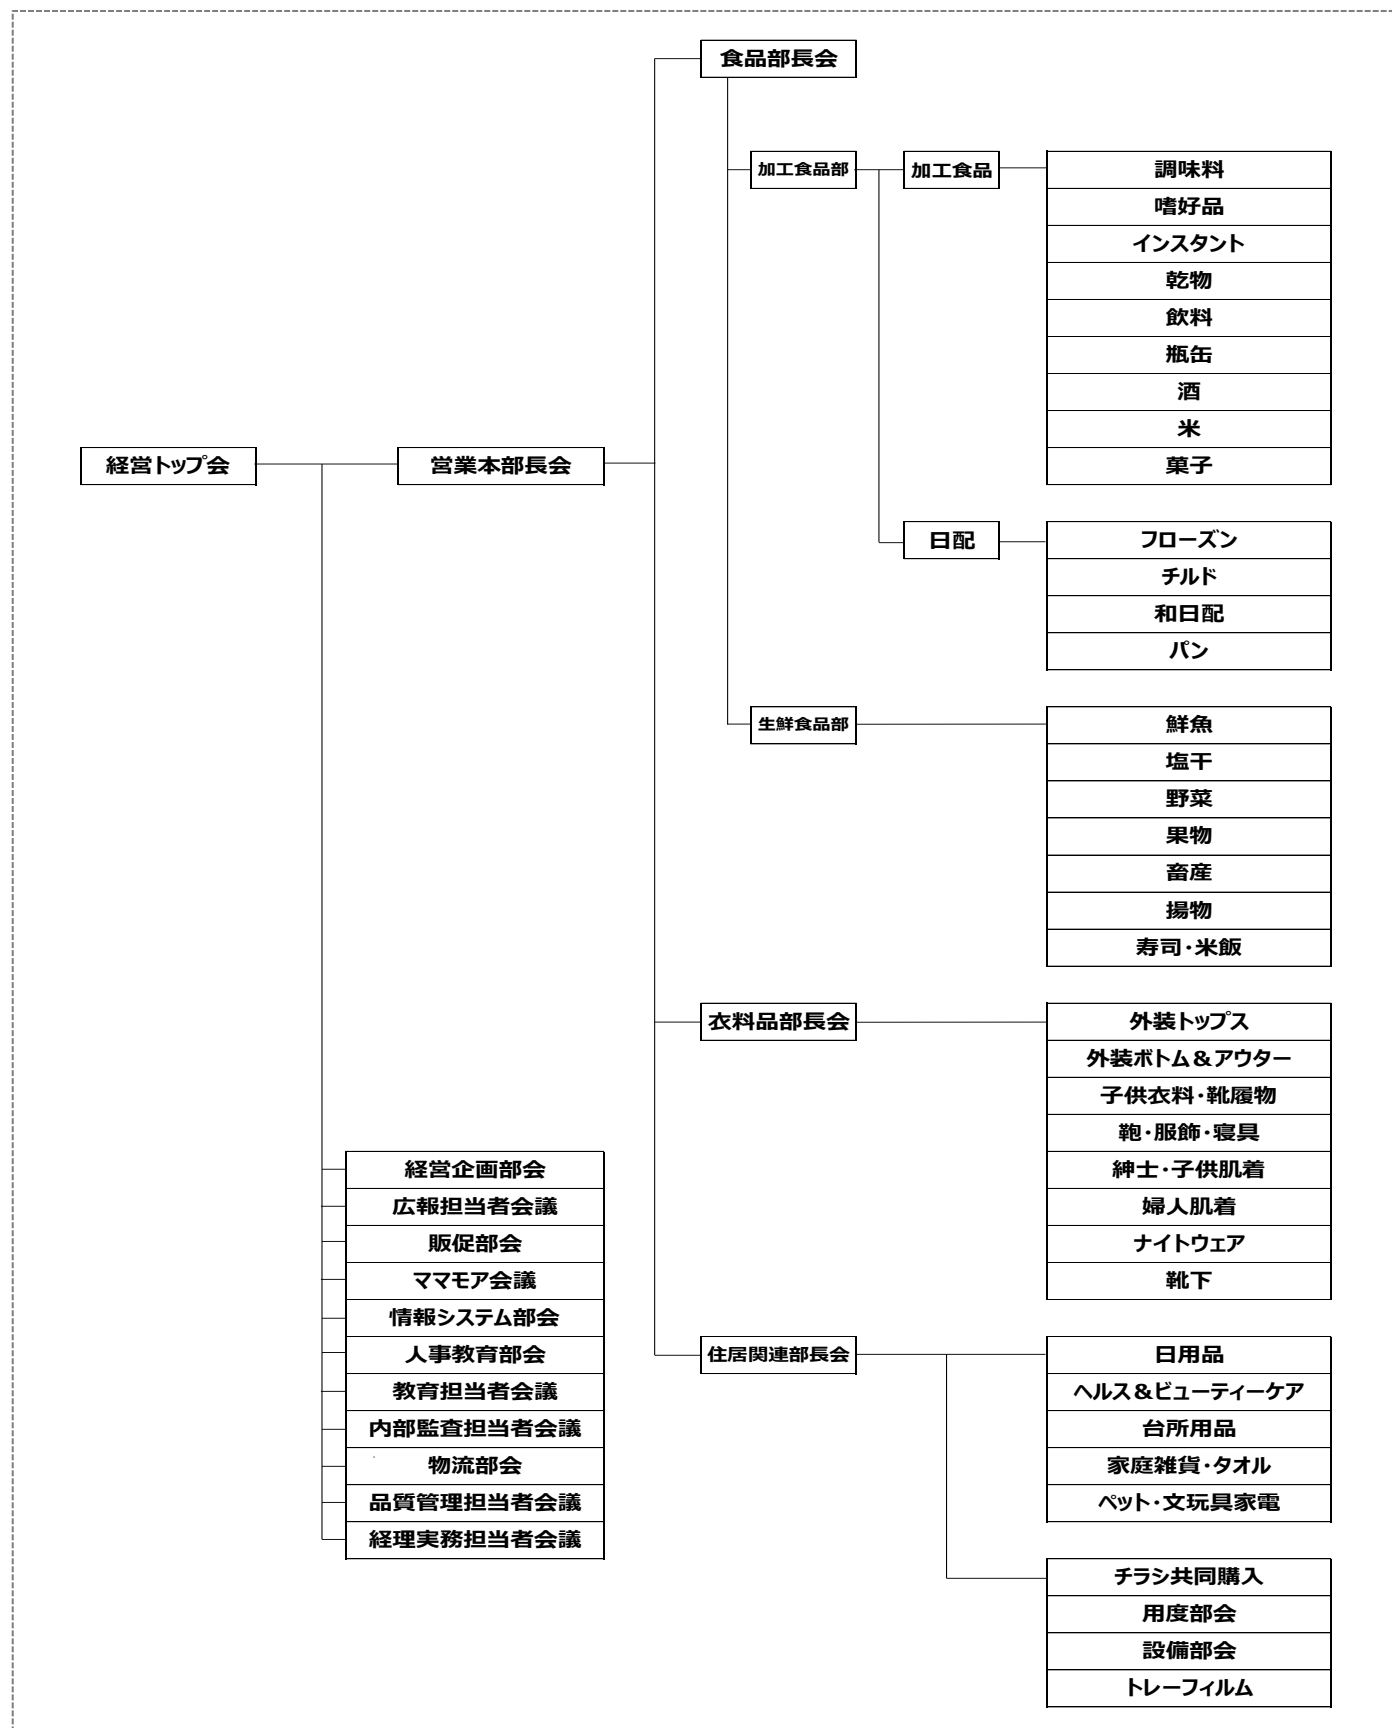 食品部長会
加工食品部
加工食品
調味料
嗜好品
インスタント
乾物
飲料
瓶缶
酒
米
菓子
経営トップ会
営業本部長会
日配
フローズン
チルド
和日配
パン
生鮮食品部
鮮魚
塩干
野菜
果物
畜産
揚物
寿司・米飯
衣料品部長会
外装トップス
外装ボトム＆アウター
子供衣料・靴履物
鞄・服飾・寝具
紳士・子供肌着
婦人肌着
ナイトウェア
靴下
経営企画部会
広報担当者会議
販促部会
ママモア会議
情報システム部会
人事教育部会
教育担当者会議
内部監査担当者会議
物流部会
品質管理担当者会議
経理実務担当者会議
住居関連部長会
日用品
ヘルス＆ビューティーケア
台所用品
家庭雑貨・タオル
ペット・文玩具家電
チラシ共同購入
用度部会
設備部会
トレーフィルム